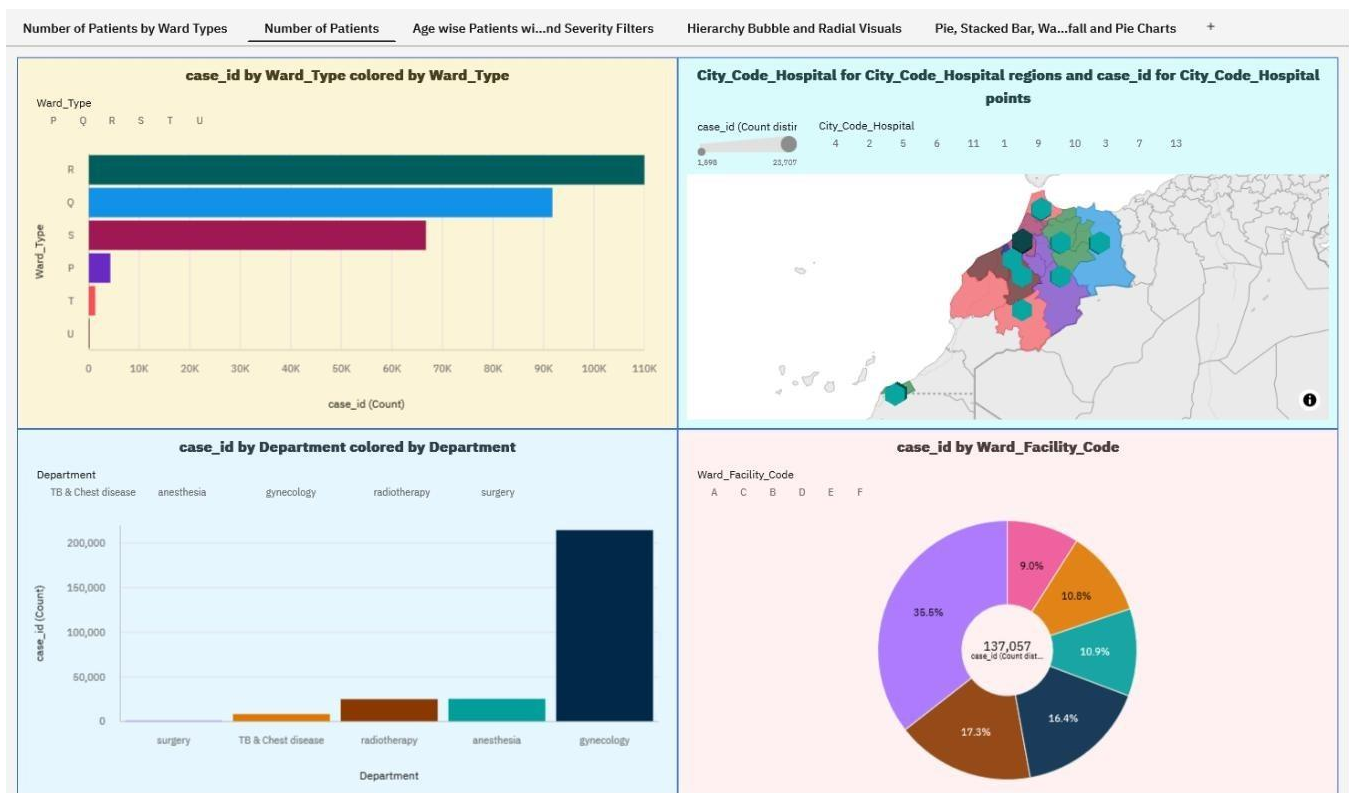 Number of Patients by Ward Types Number of Patients Age wise Patients wi...nd Severity Filters Hierarchy Bubble and Radial Visuals Pie, Stacked Bar, Wa...fall and Pie Charts +
case_id by Ward_Type colored by Ward_Type
Ward_Type
P Q R S T U
Ward_Type
R
Q
S
P
T
U
0 10K 20K 30K 40K 50K 60K 70K 80K 90K 100K 110K
case_id (Count)
City_Code_Hospital for City_Code_Hospital regions and case_id for City_Code_Hospital
points
case_id (Count distir City_Code_Hospital
4 2 5 6 11 1 9 10 3 7 13
1,598 23,707
case_id by Department colored by Department
Department
TB & Chest disease anesthesia gynecology radiotherapy surgery
case_id (Count)
200,000
150,000
100,000
50,000
0
surgery TB & Chest disease radiotherapy anesthesia gynecology
Department
case_id by Ward_Facility_Code
Ward_Facility_Code
A C B D E F
9.0%
10.8%
35.5%
137,057
case_id (Count dist...
10.9%
16.4%
17.3%